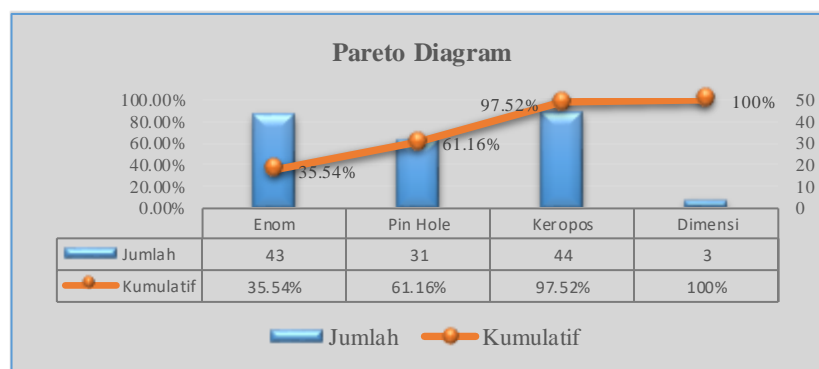 Pareto Diagram
100.00% 97.52% 100% 50
80.00% 40
60.00% 61.16% 30
40.00% 35.54% 20
20.00% 10
0.00% 0
Enom Pin Hole Keropos Dimensi
Jumlah 43 31 44 3
Kumulatif 35.54% 61.16% 97.52% 100%
Jumlah Kumulatif